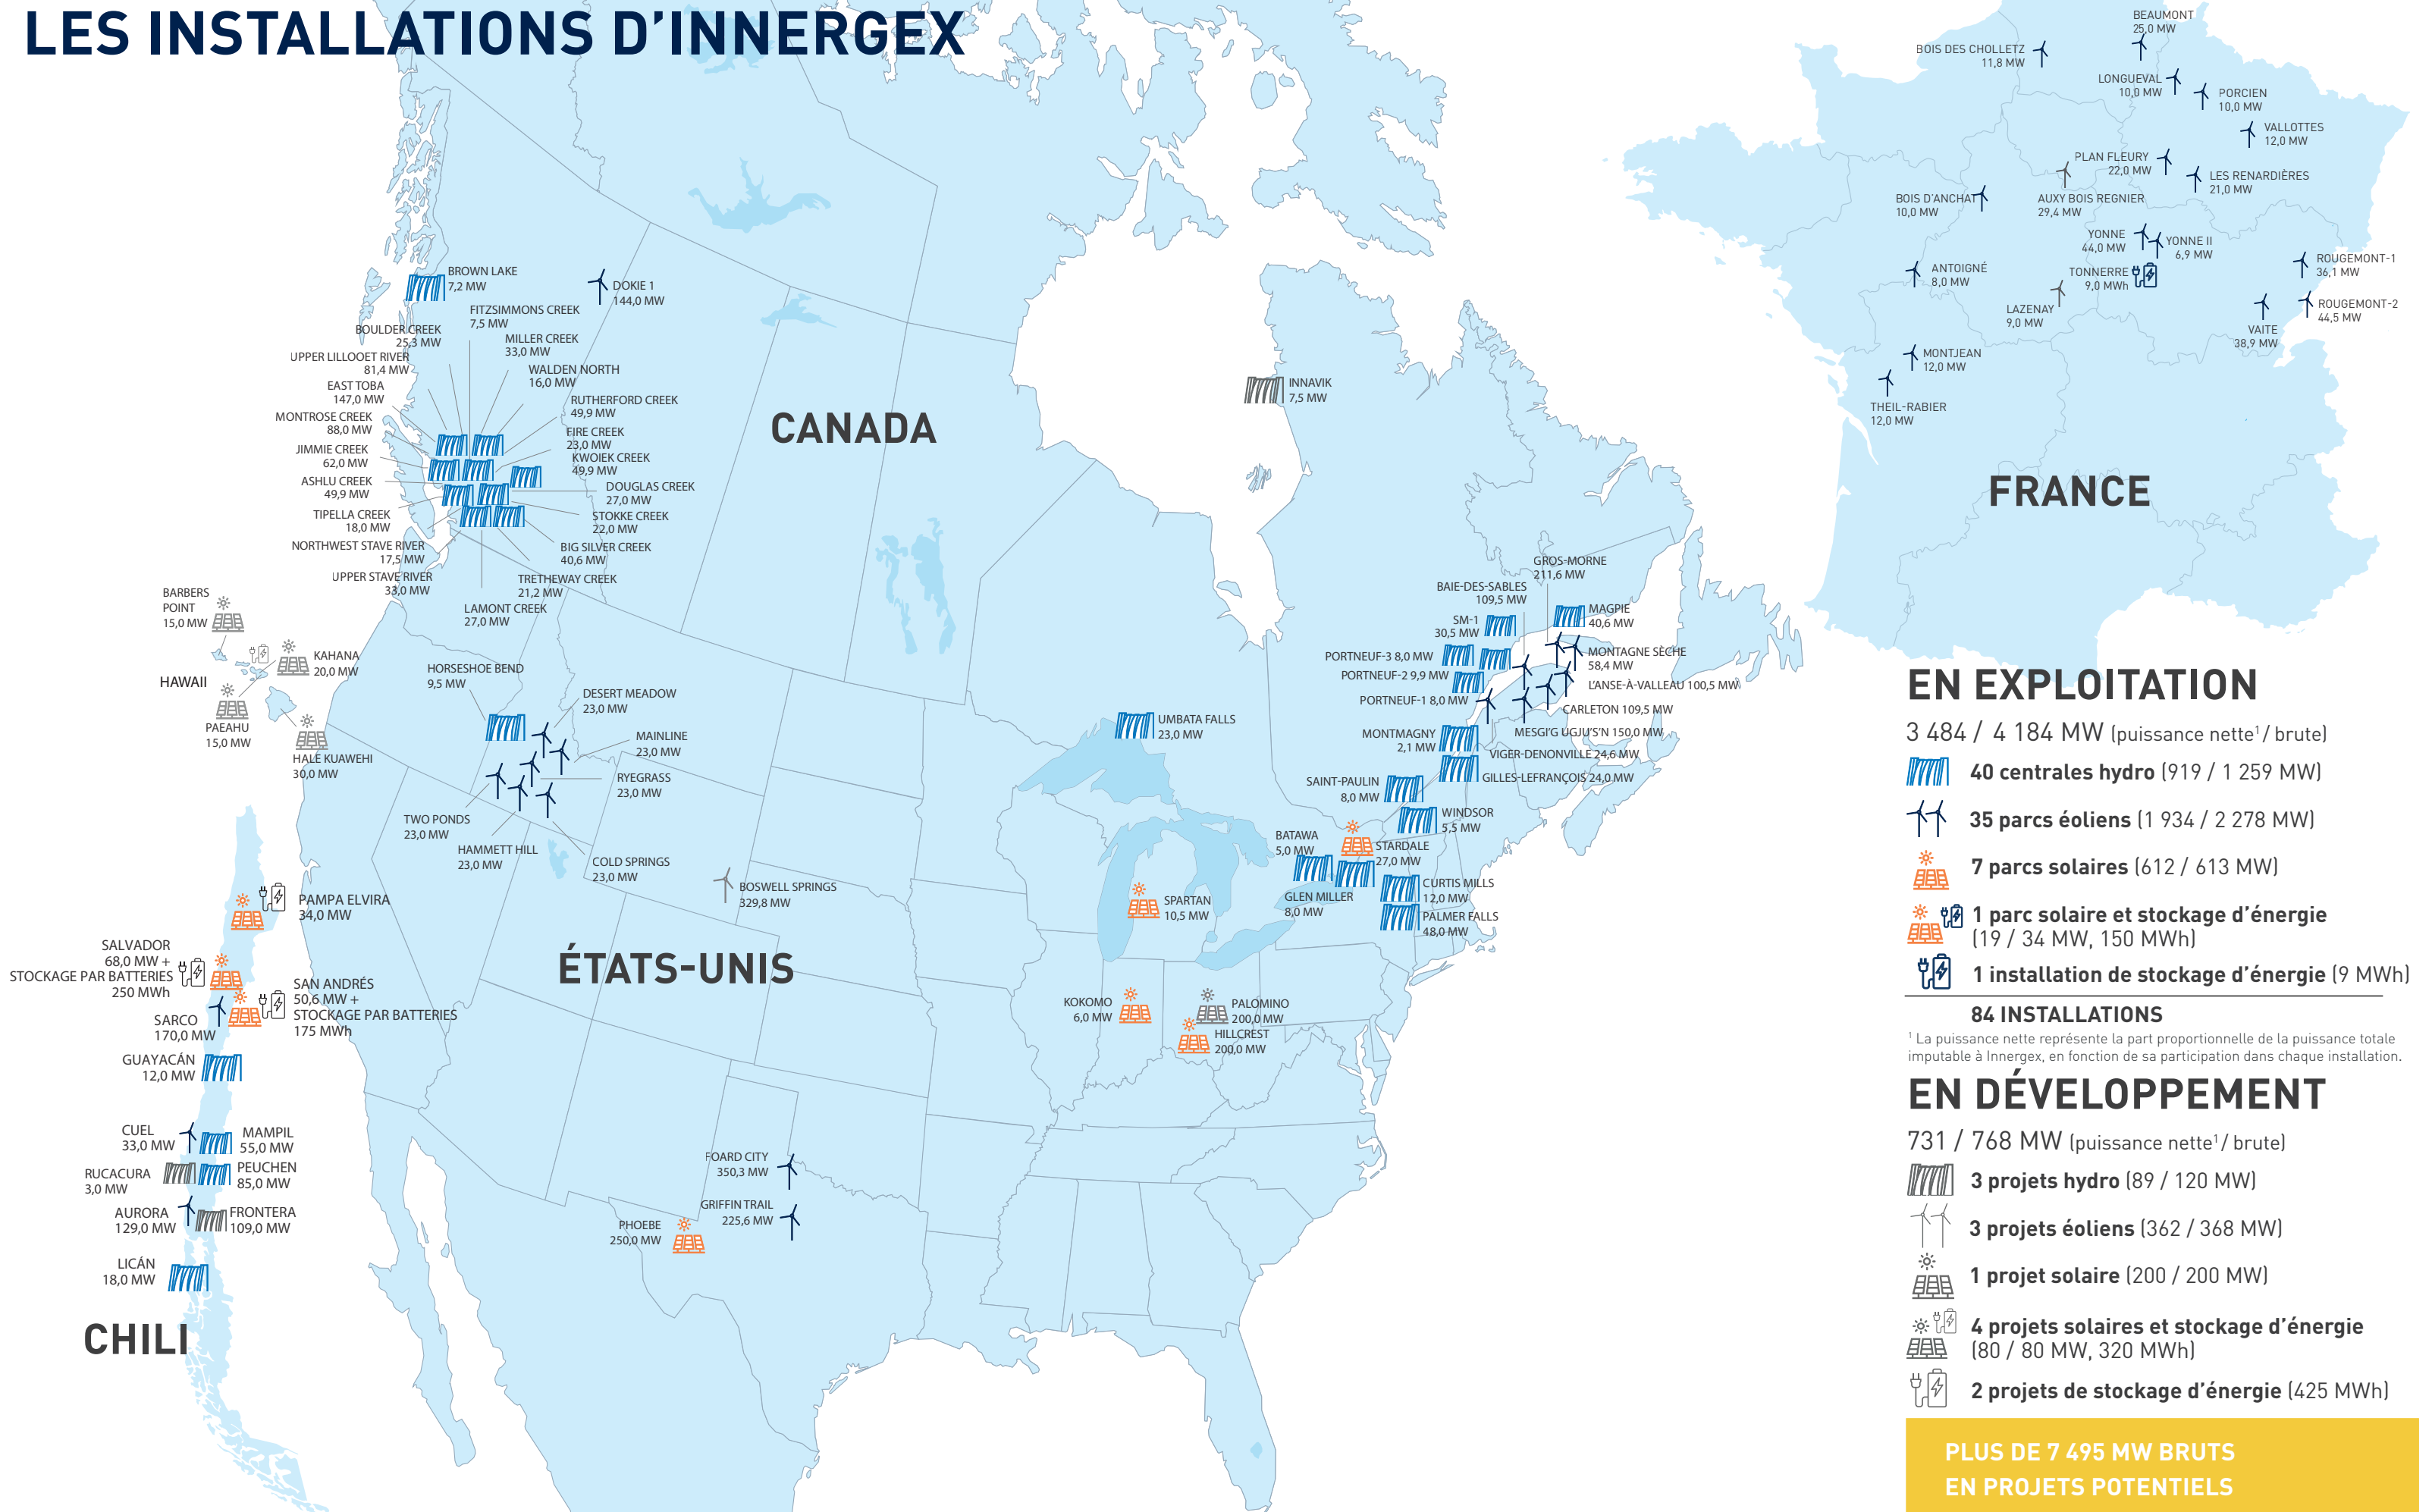 LES INSTALLATIONS D'INNERGEX
BROWN LAKE
7,2 MW
DOKIE 1
144,0 MW
FITZSIMMONS CREEK
7,5 MW
BOULDER CREEK
25,3 MW
MILLER CREEK
33,0 MW
UPPER LILLOOET RIVER
81,4 MW
WALDEN NORTH
16,0 MW
EAST TOBA
147,0 MW
RUTHERFORD CREEK
49,9 MW
MONTROSE CREEK
88,0 MW
FIRE CREEK
23,0 MW
JIMMIE CREEK
62,0 MW
KWOIEK CREEK
49,9 MW
ASHLU CREEK
49,9 MW
DOUGLAS CREEK
27,0 MW
TIPELLA CREEK
18,0 MW
STOKKE CREEK
22,0 MW
NORTHWEST STAVE RIVER
17,5 MW
BIG SILVER CREEK
40,6 MW
UPPER STAVE RIVER
33,0 MW
TRETHEWAY CREEK
21,2 MW
LAMONT CREEK
27,0 MW
CANADA
INNAVIK
7,5 MW
BARBERS
POINT
15,0 MW
KAHANA
20,0 MW
HAWAII
PAEAHU
15,0 MW
HALE KUAWEHI
30,0 MW
HORSESHOE BEND
9,5 MW
DESERT MEADOW
23,0 MW
MAINLINE
23,0 MW
RYEGRASS
23,0 MW
TWO PONDS
23,0 MW
HAMMETT HILL
23,0 MW
COLD SPRINGS
23,0 MW
BOSWELL SPRINGS
329,8 MW
ÉTATS-UNIS
UMBATA FALLS
23,0 MW
GROS-MORNE
211,6 MW
BAIE-DES-SABLES
109,5 MW
MAGPIE
40,6 MW
SM-1
30,5 MW
MONTAGNE SÈCHE
58,4 MW
PORTNEUF-3 8,0 MW
PORTNEUF-2 9,9 MW
L'ANSE-À-VALLEAU 100,5 MW
PORTNEUF-1 8,0 MW
CARLETON 109,5 MW
MONTMAGNY
2,1 MW
MESGI'G UGJU'S'N 150,0 MW
VIGER-DENONVILLE 24,6 MW
GILLES-LEFRANÇOIS 24,0 MW
SAINT-PAULIN
8,0 MW
WINDSOR
5,5 MW
BATAWA
5,0 MW
STARDALE
27,0 MW
GLEN MILLER
8,0 MW
CURTIS MILLS
12,0 MW
PALMER FALLS
48,0 MW
SPARTAN
10,5 MW
KOKOMO
6,0 MW
PALOMINO
200,0 MW
HILLCREST
200,0 MW
FOARD CITY
350,3 MW
GRIFFIN TRAIL
225,6 MW
PHOEBE
250,0 MW
PAMPA ELVIRA
34,0 MW
SALVADOR
68,0 MW +
STOCKAGE PAR BATTERIES
250 MWh
SAN ANDRÉS
50,6 MW +
STOCKAGE PAR BATTERIES
175 MWh
SARCO
170,0 MW
GUAYACÁN
12,0 MW
CUEL
33,0 MW
MAMPIL
55,0 MW
RUCACURA
3,0 MW
PEUCHEN
85,0 MW
AURORA
129,0 MW
FRONTERA
109,0 MW
LICÁN
18,0 MW
CHILI
BEAUMONT
25,0 MW
BOIS DES CHOLLETZ
11,8 MW
LONGUEVAL
10,0 MW
PORCIEN
10,0 MW
VALLOTTES
12,0 MW
PLAN FLEURY
22,0 MW
LES RENARDIÈRES
21,0 MW
BOIS D'ANCHAT
10,0 MW
AUXY BOIS REGNIER
29,4 MW
YONNE
44,0 MW
YONNE II
6,9 MW
ROUGEMONT-1
36,1 MW
ANTOIGNÉ
8,0 MW
TONNERRE
9,0 MWh
LAZENAY
9,0 MW
ROUGEMONT-2
44,5 MW
VAITE
38,9 MW
MONTJEAN
12,0 MW
THEIL-RABIER
12,0 MW
FRANCE
EN EXPLOITATION
3 484 / 4 184 MW (puissance nette¹/ brute)
40 centrales hydro (919 / 1 259 MW)
35 parcs éoliens (1 934 / 2 278 MW)
7 parcs solaires (612 / 613 MW)
1 parc solaire et stockage d'énergie
(19 / 34 MW, 150 MWh)
1 installation de stockage d'énergie (9 MWh)
84 INSTALLATIONS
¹ La puissance nette représente la part proportionnelle de la puissance totale
imputable à Innergex, en fonction de sa participation dans chaque installation.
EN DÉVELOPPEMENT
731 / 768 MW (puissance nette¹/ brute)
3 projets hydro (89 / 120 MW)
3 projets éoliens (362 / 368 MW)
1 projet solaire (200 / 200 MW)
4 projets solaires et stockage d'énergie
(80 / 80 MW, 320 MWh)
2 projets de stockage d'énergie (425 MWh)
PLUS DE 7 495 MW BRUTS
EN PROJETS POTENTIELS